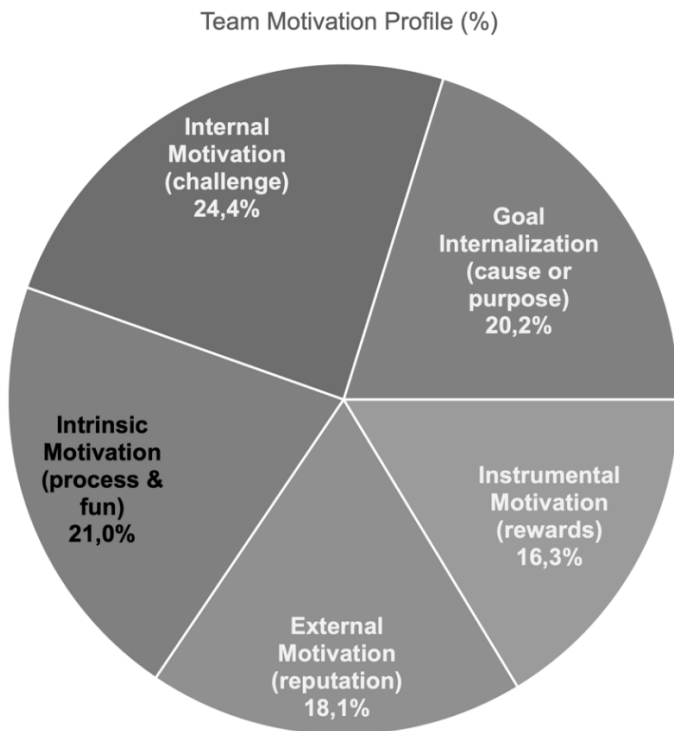 Team Motivation Profile (%)
Internal
Motivation
(challenge)
24,4%
Goal
Internalization
(cause or
purpose)
20,2%
Intrinsic
Motivation
(process &
fun)
21,0%
Instrumental
Motivation
(rewards)
16,3%
External
Motivation
(reputation)
18,1%